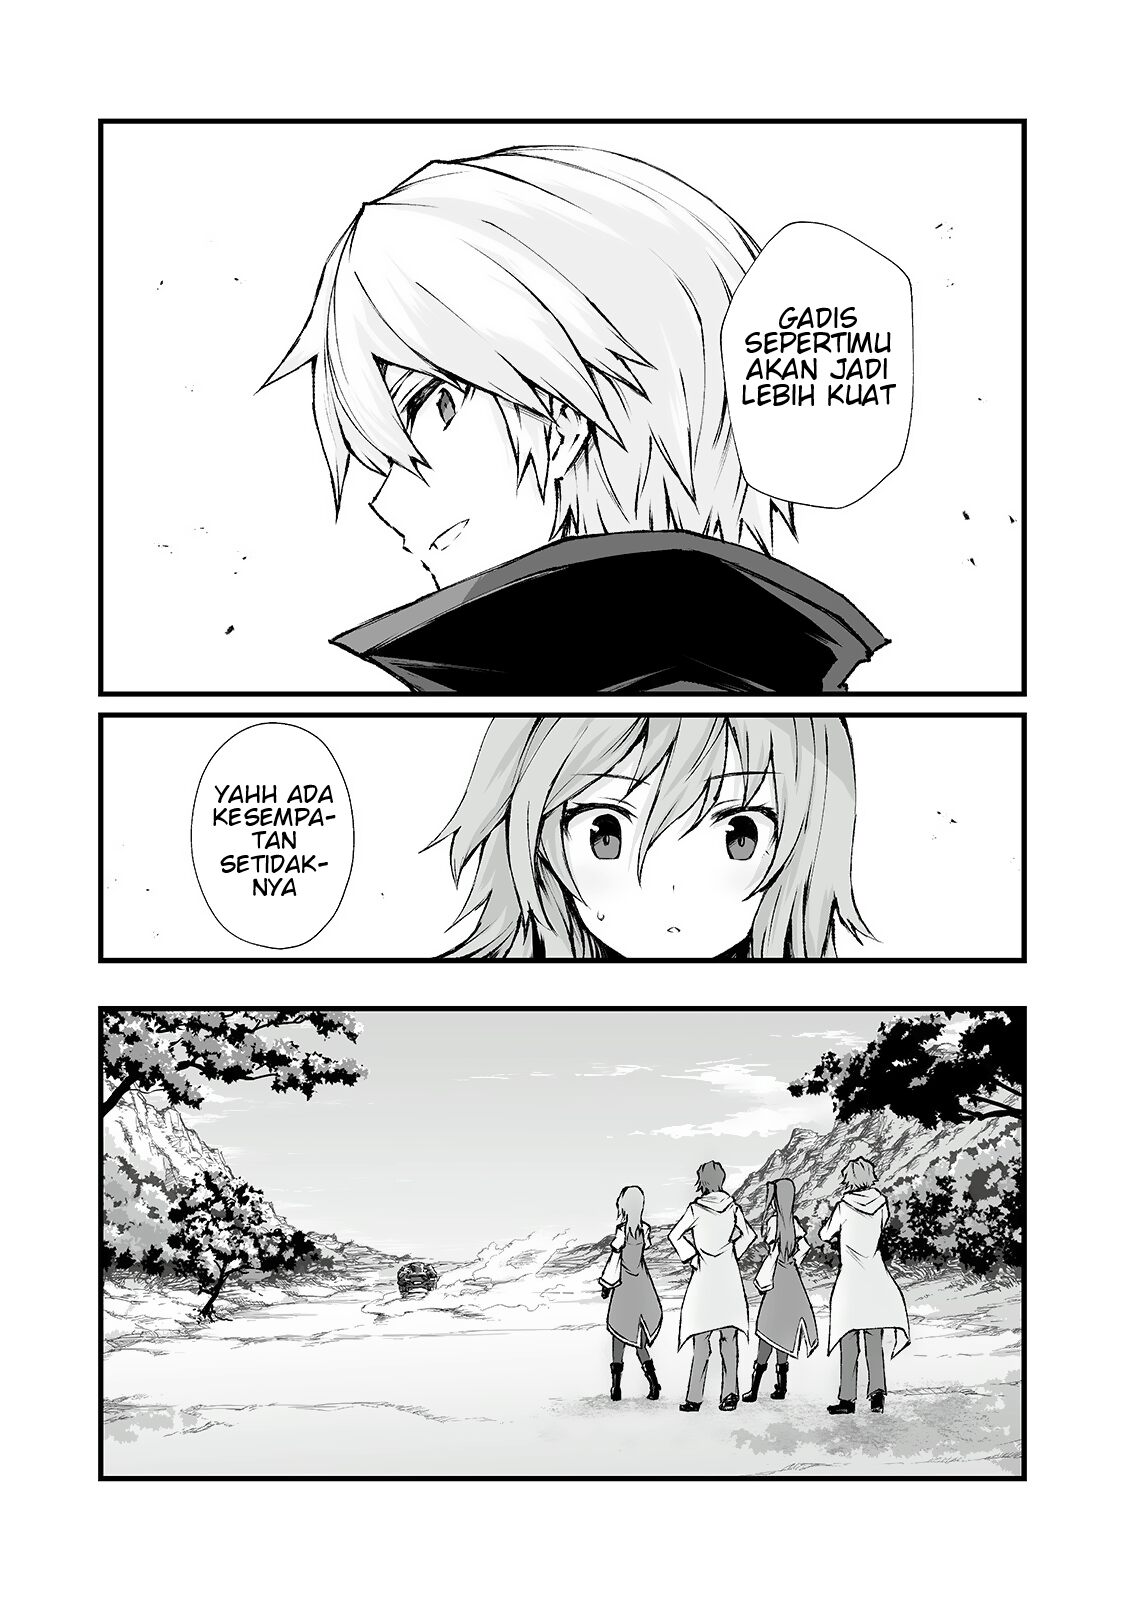 GADIS
SEPERTIMU
AKAN JADI
LEBIH KUAT
YAHH ADA
KESEMPA-
TAN
SETIDAK-
NYA